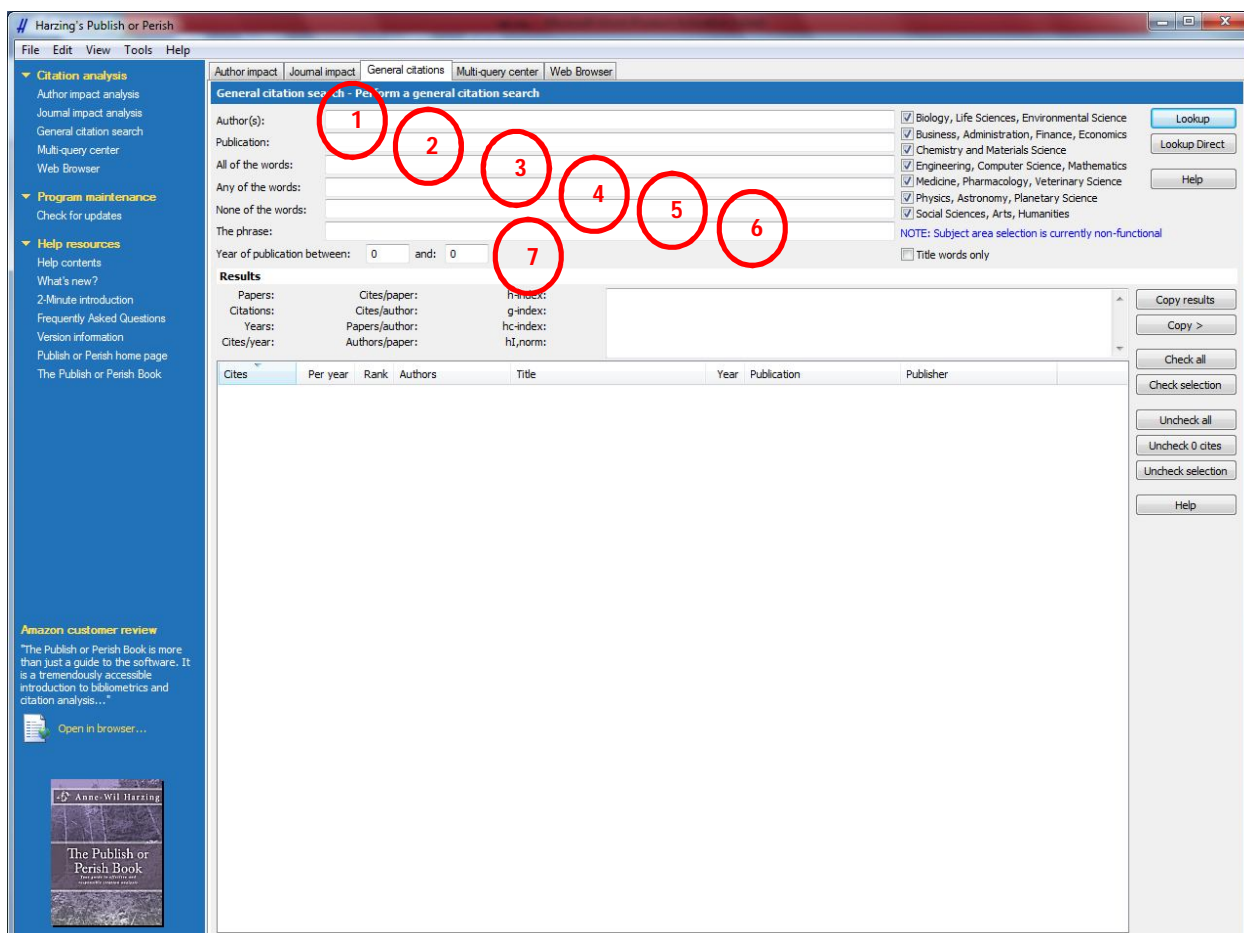 Harzing's Publish or Perish
File Edit View Tools Help
Citation analysis
Author impact analysis
Journal impact analysis
General citation search
Multi-query center
Web Browser
Program maintenance
Check for updates
Help resources
Help contents
What's new?
2-Minute introduction
Frequently Asked Questions
Version information
Publish or Perish home page
The Publish or Perish Book
Amazon customer review
"The Publish or Perish Book is more
than just a guide to the software. It
is a tremendously accessible
introduction to bibliometrics and
citation analysis..."
Open in browser...
Anne-Wil Harzing
The Publish or
Perish Book
Author impact Journal impact General citations Multi-query center Web Browser
General citation search - Perform a general citation search
Author(s): 1
Publication: 2
All of the words: 3
Any of the words: 4
None of the words: 5
The phrase: 6
Year of publication between: 0 and: 0 7
Biology, Life Sciences, Environmental Science
Business, Administration, Finance, Economics
Chemistry and Materials Science
Engineering, Computer Science, Mathematics
Medicine, Pharmacology, Veterinary Science
Physics, Astronomy, Planetary Science
Social Sciences, Arts, Humanities
NOTE: Subject area selection is currently non-functional
Title words only
Lookup
Lookup Direct
Help
Results
Papers: Cites/paper: h-index:
Citations: Cites/author: g-index:
Years: Papers/author: hc-index:
Cites/year: Authors/paper: hI,norm:
Copy results
Copy >
Check all
Check selection
Uncheck all
Uncheck 0 cites
Uncheck selection
Help
Cites Per year Rank Authors Title Year Publication Publisher